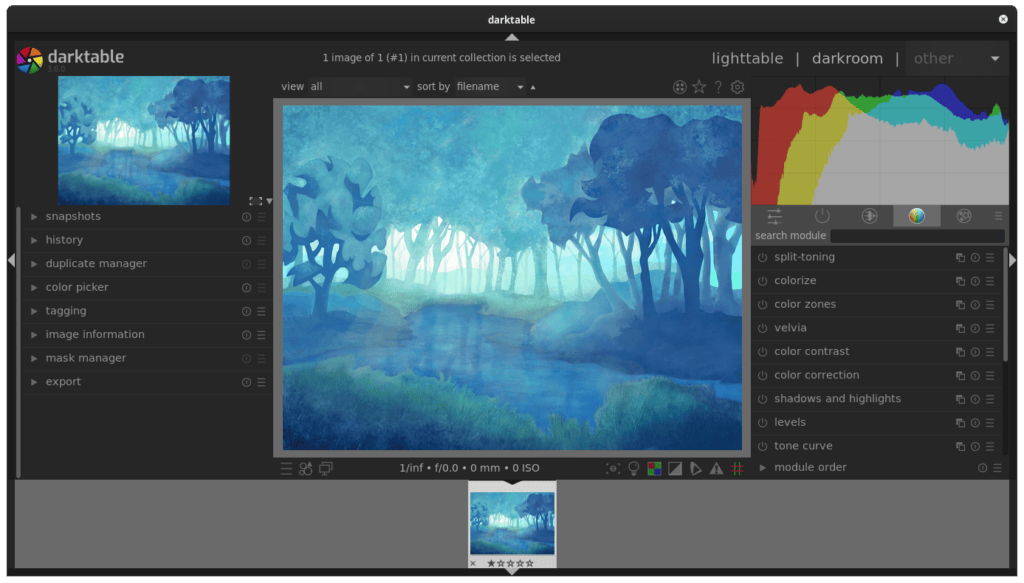 darktable
darktable
3.6.0
1 image of 1 (#1) in current collection is selected
lighttable | darkroom | other
view all sort by filename
?
snapshots
history
duplicate manager
color picker
tagging
image information
mask manager
export
search module
split-toning
colorize
color zones
velvia
color contrast
color correction
shadows and highlights
levels
tone curve
module order
1/inf • f/0.0 • 0 mm • 0 ISO